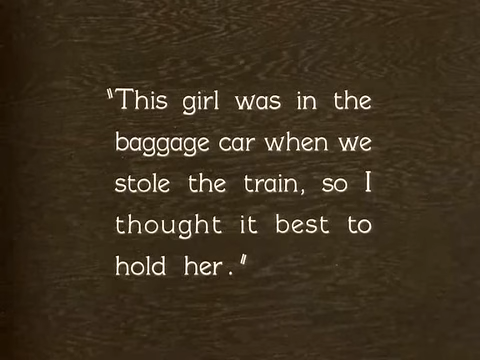 "This girl was in the
baggage car when we
stole the train, so I
thought it best to
hold her."